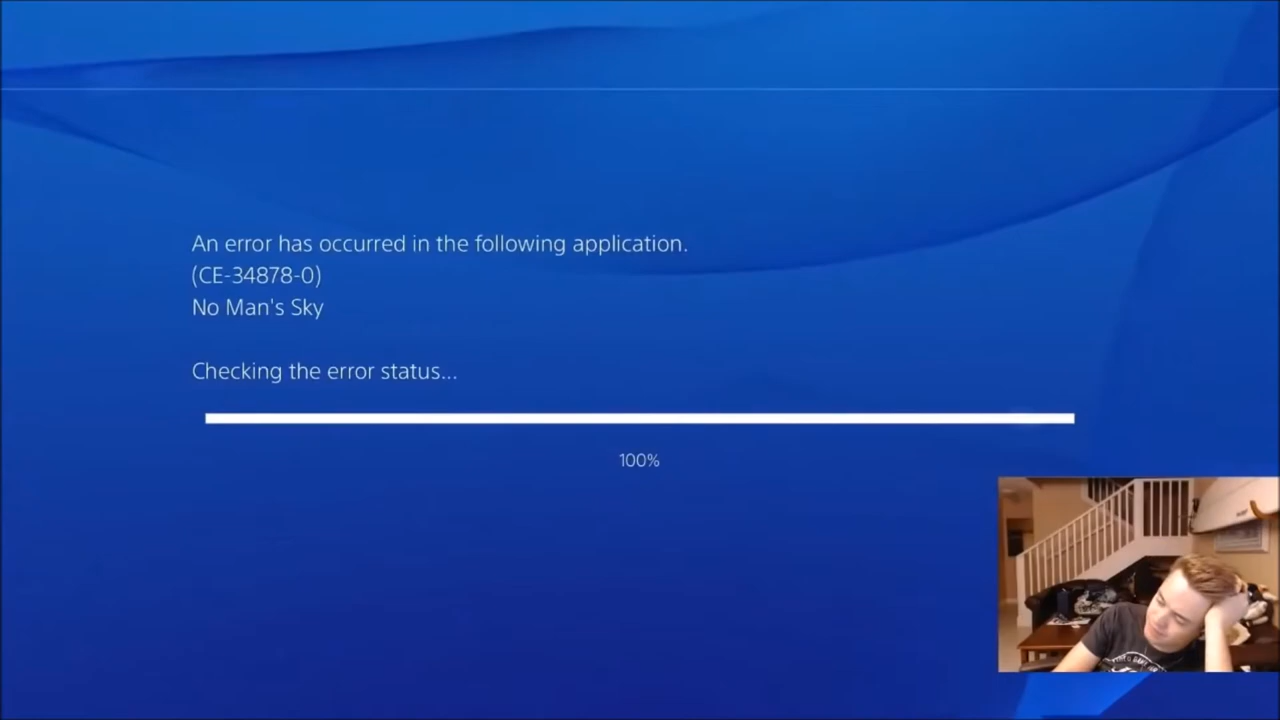 An error has occurred in the following application.
(CE-34878-0)
No Man's Sky
Checking the error status...
100%